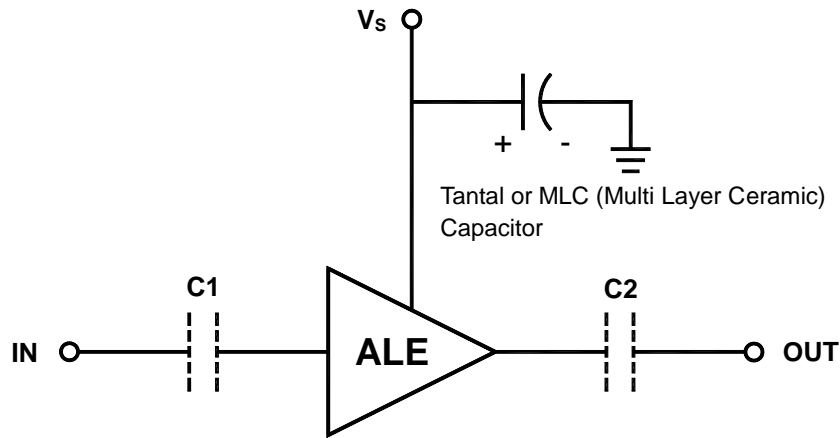 Vs
+ -
Tantal or MLC (Multi Layer Ceramic)
Capacitor
C1
C2
IN
ALE
OUT